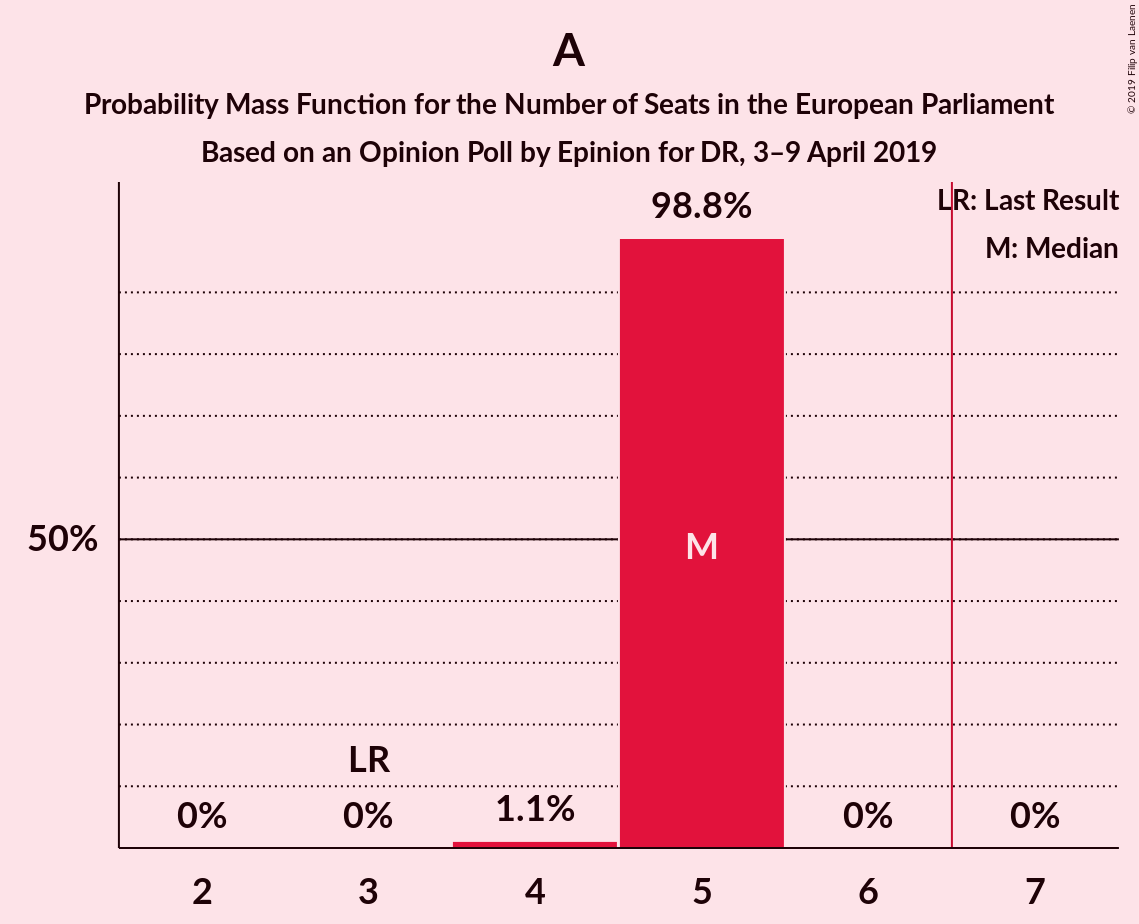 A
Probability Mass Function for the Number of Seats in the European Parliament
Based on an Opinion Poll by Epinion for DR, 3–9 April 2019
© 2019 Filip van Laenen
98.8%
LR: Last Result
M: Median
50%
M
LR
0%
0%
1.1%
0%
0%
2
3
4
5
6
7